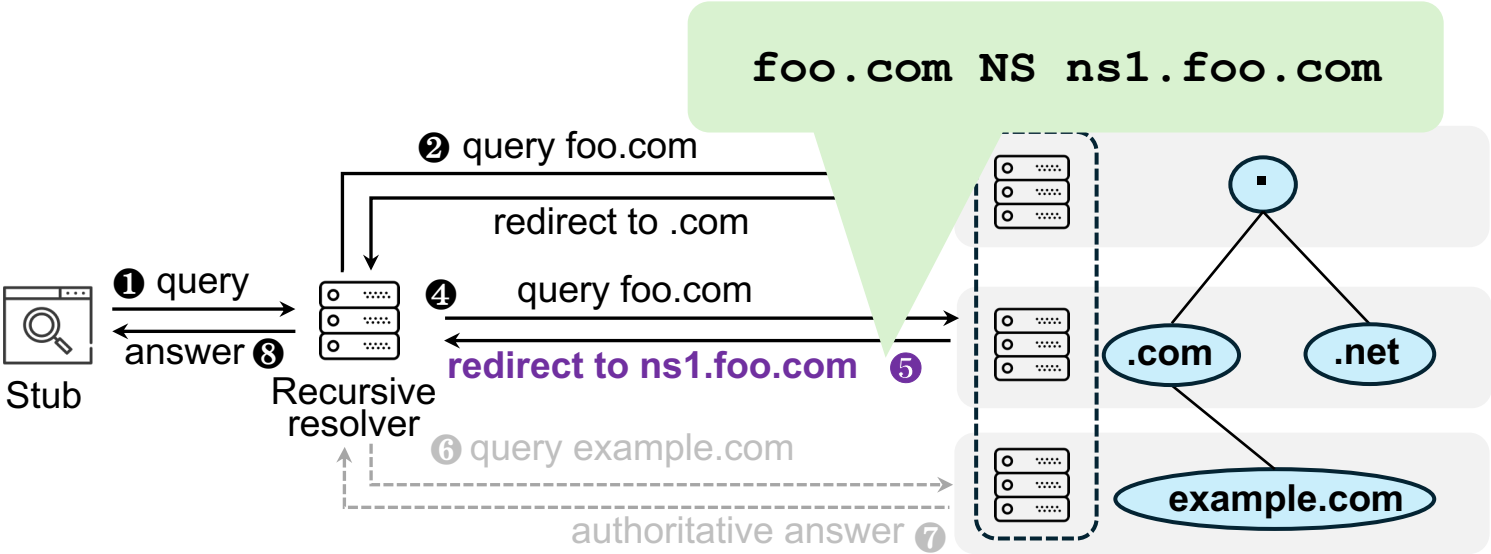 foo.com NS ns1.foo.com
❷ query foo.com
redirect to .com
❶ query
answer ❽
Stub
Recursive
resolver
❹ query foo.com
redirect to ns1.foo.com ❺
❻ query example.com
authoritative answer ❼
.
.com
.net
example.com